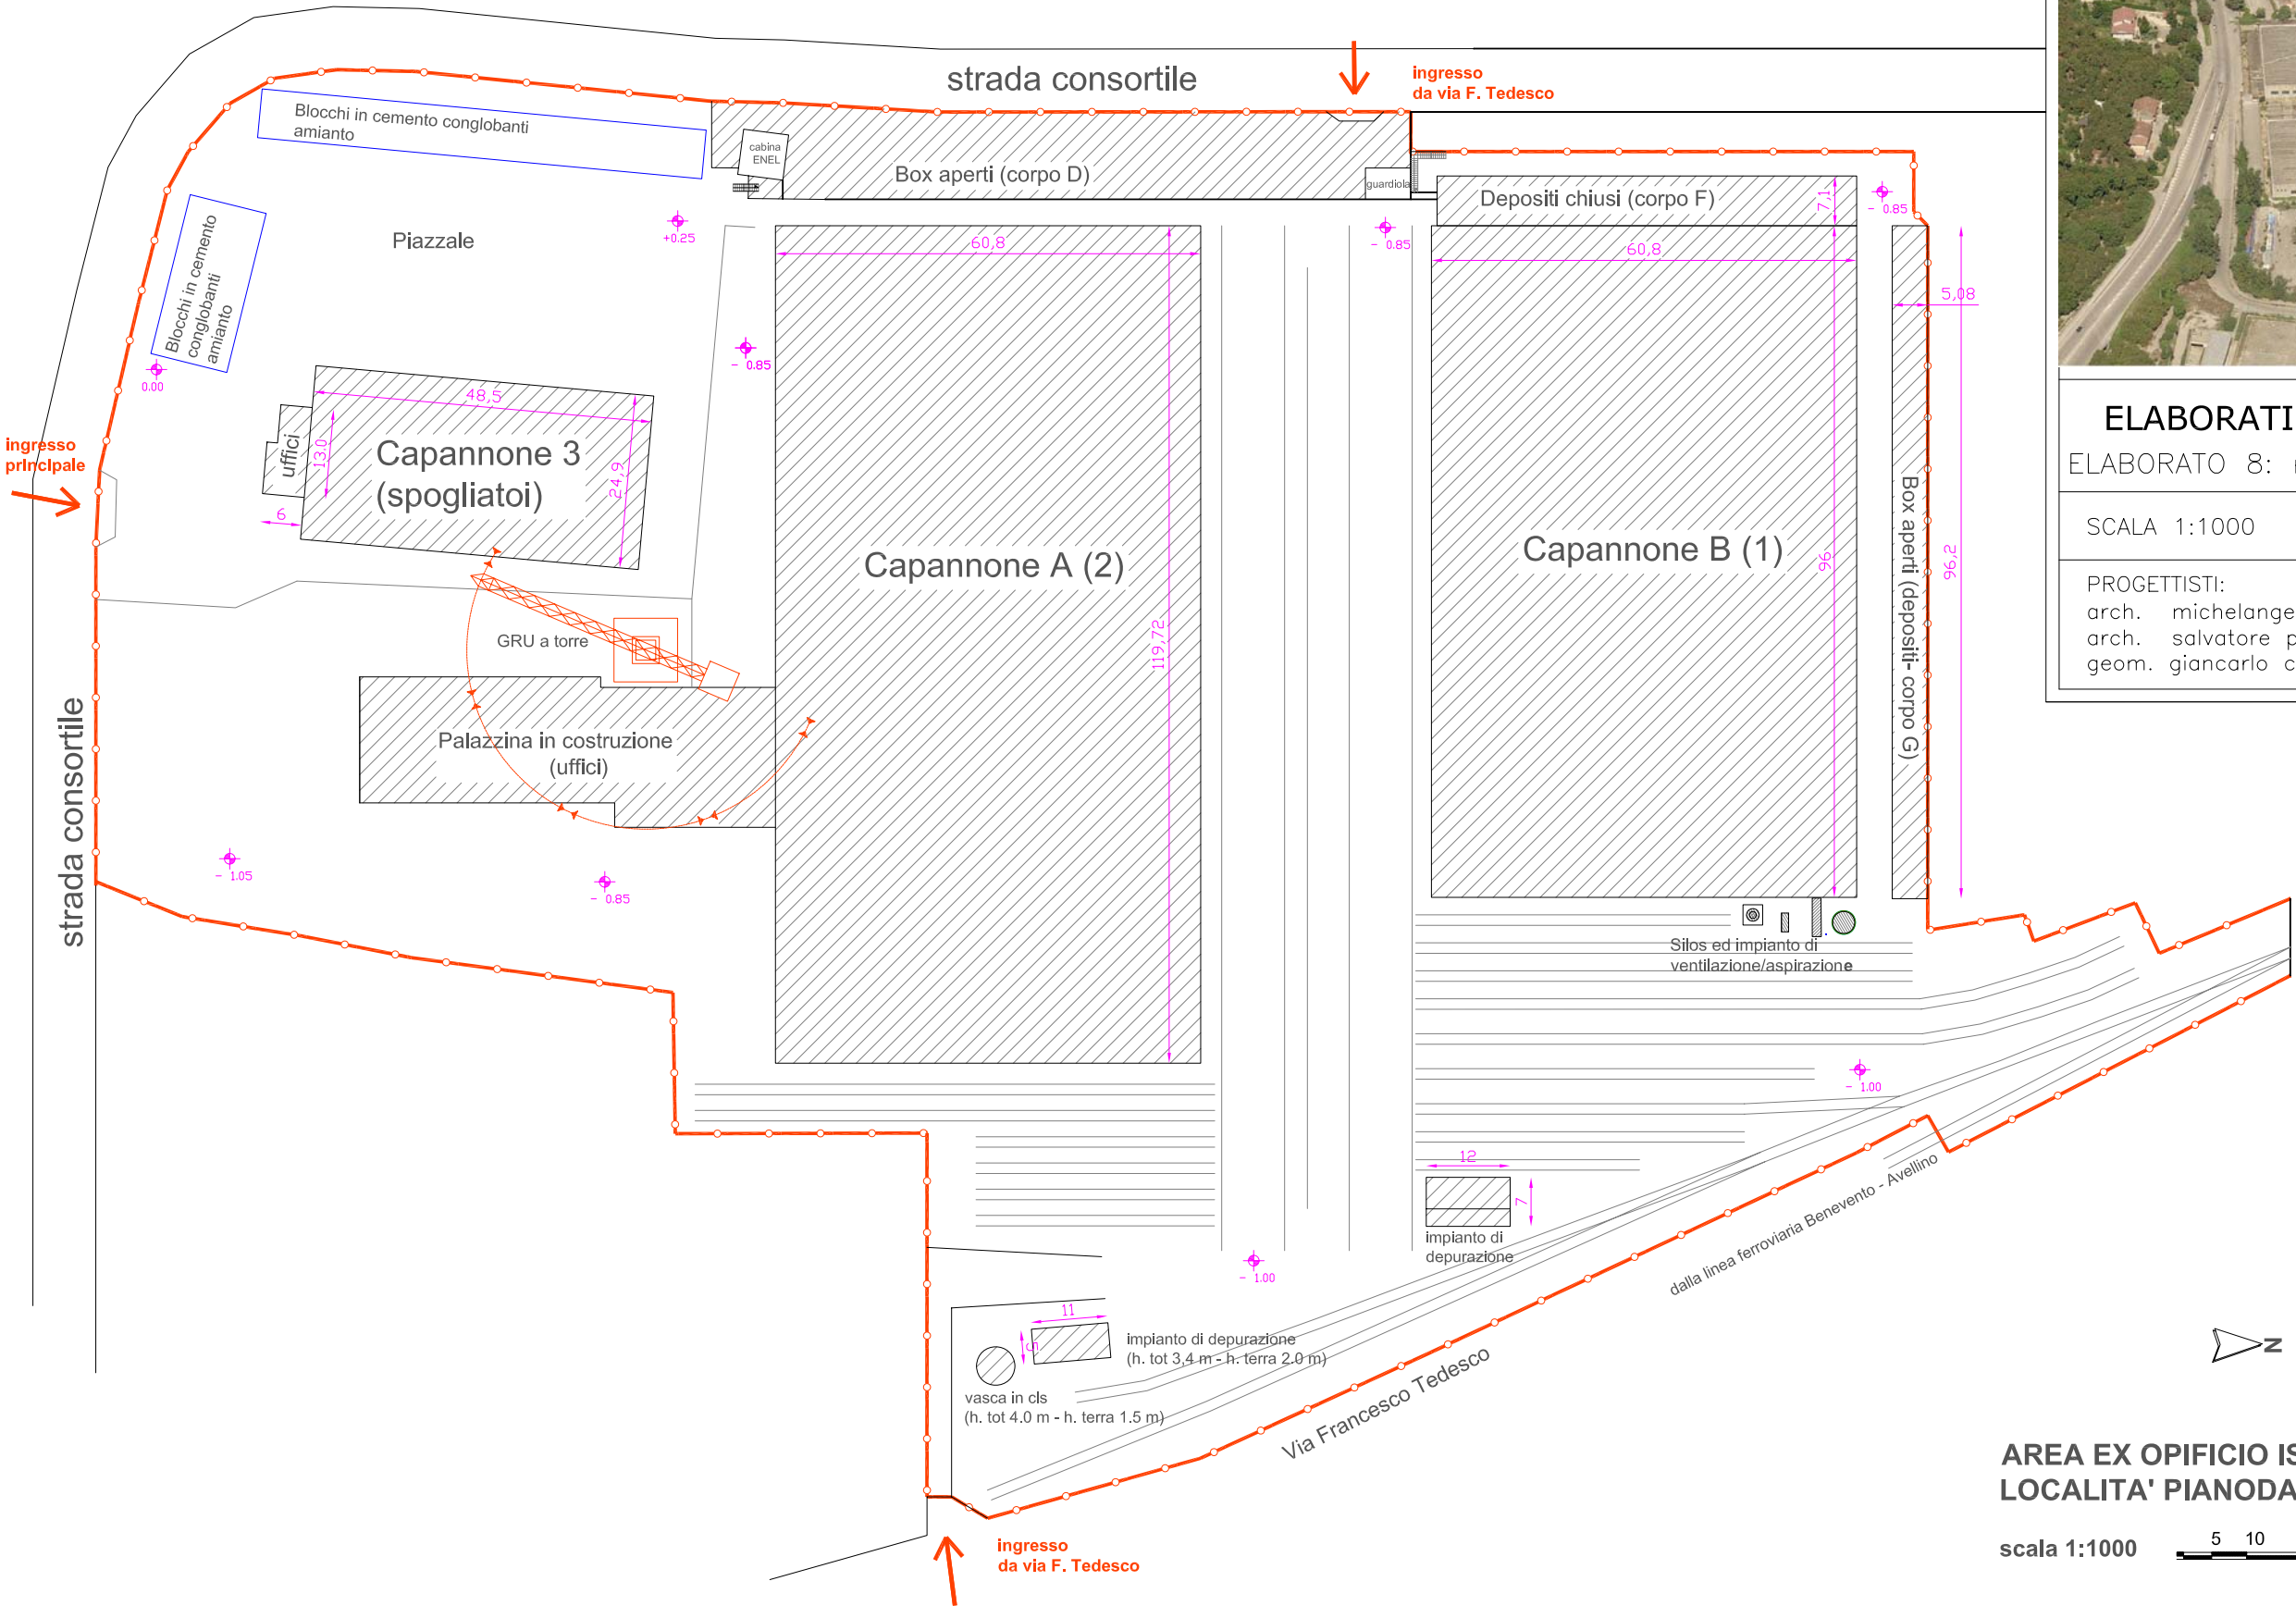 strada consortile
ingresso
da via F. Tedesco
Blocchi in cemento conglobanti
amianto
cabina
ENEL
Box aperti (corpo D)
guardiola
Depositi chiusi (corpo F)
7,1
- 0.85
Blocchi in cemento
conglobanti
amianto
Piazzale
+0.25
- 0.85
60,8
60,8
5,08
0.00
- 0.85
ELABORATI
ELABORATO 8:
SCALA 1:1000
PROGETTISTI:
arch. michelange
arch. salvatore p
geom. giancarlo c
ingresso
principale
uffici
13.0
48,5
24,9
6
Capannone 3
(spogliatoi)
Capannone A (2)
119,72
Capannone B (1)
96
Box aperti (depositi- corpo G)
96,2
GRU a torre
Palazzina in costruzione
(uffici)
strada consortile
- 1.05
- 0.85
Silos ed impianto di
ventilazione/aspirazione
- 1.00
12
7
impianto di
depurazione
- 1.00
dalla linea ferroviaria Benevento - Avellino
11
5
impianto di depurazione
(h. tot 3,4 m - h. terra 2.0 m)
vasca in cls
(h. tot 4.0 m - h. terra 1.5 m)
Via Francesco Tedesco
N
AREA EX OPIFICIO IS
LOCALITA' PIANODA
scala 1:1000
5 10
ingresso
da via F. Tedesco